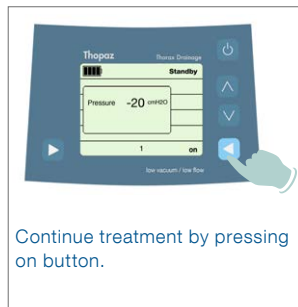 Thopaz
Thorax Drainage
Standby
Pressure -20 cmH2O
1 on
low vacuum / low flow
Continue treatment by pressing
on button.